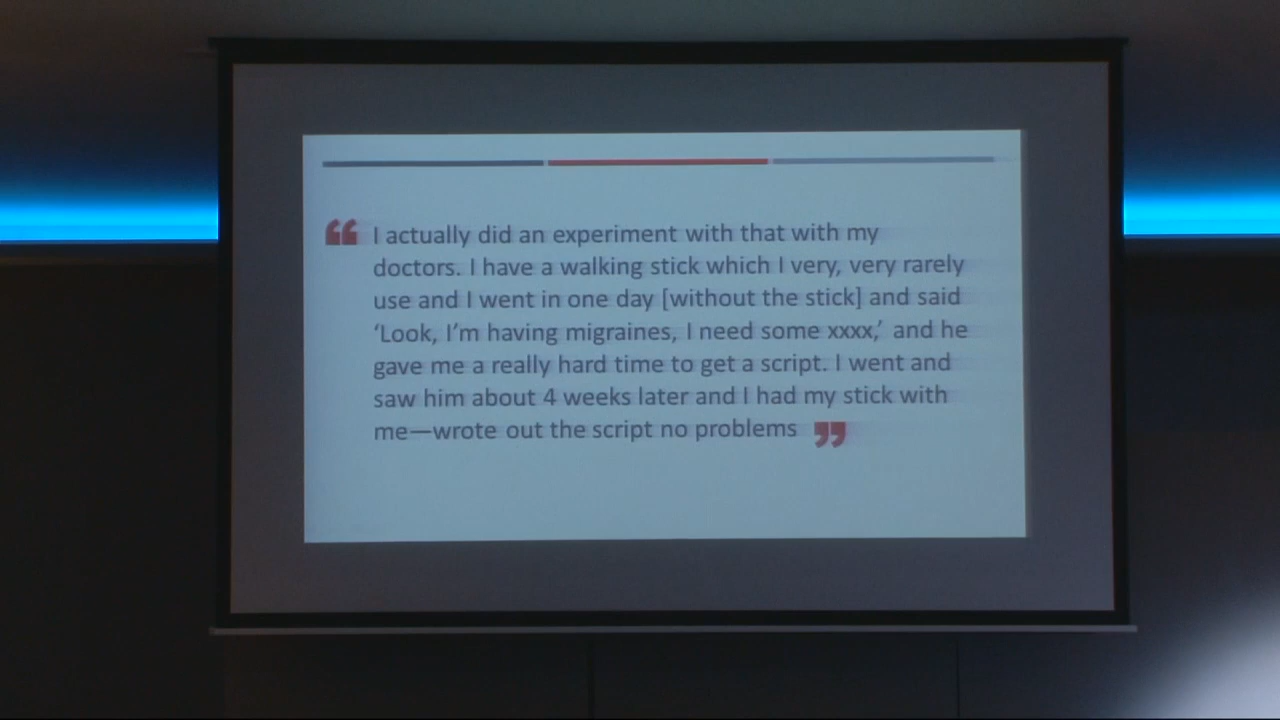 “ I actually did an experiment with that with my
doctors. I have a walking stick which I very, very rarely
use and I went in one day [without the stick] and said
‘Look, I’m having migraines, I need some xxxx,’ and he
gave me a really hard time to get a script. I went and
saw him about 4 weeks later and I had my stick with
me—wrote out the script no problems ”